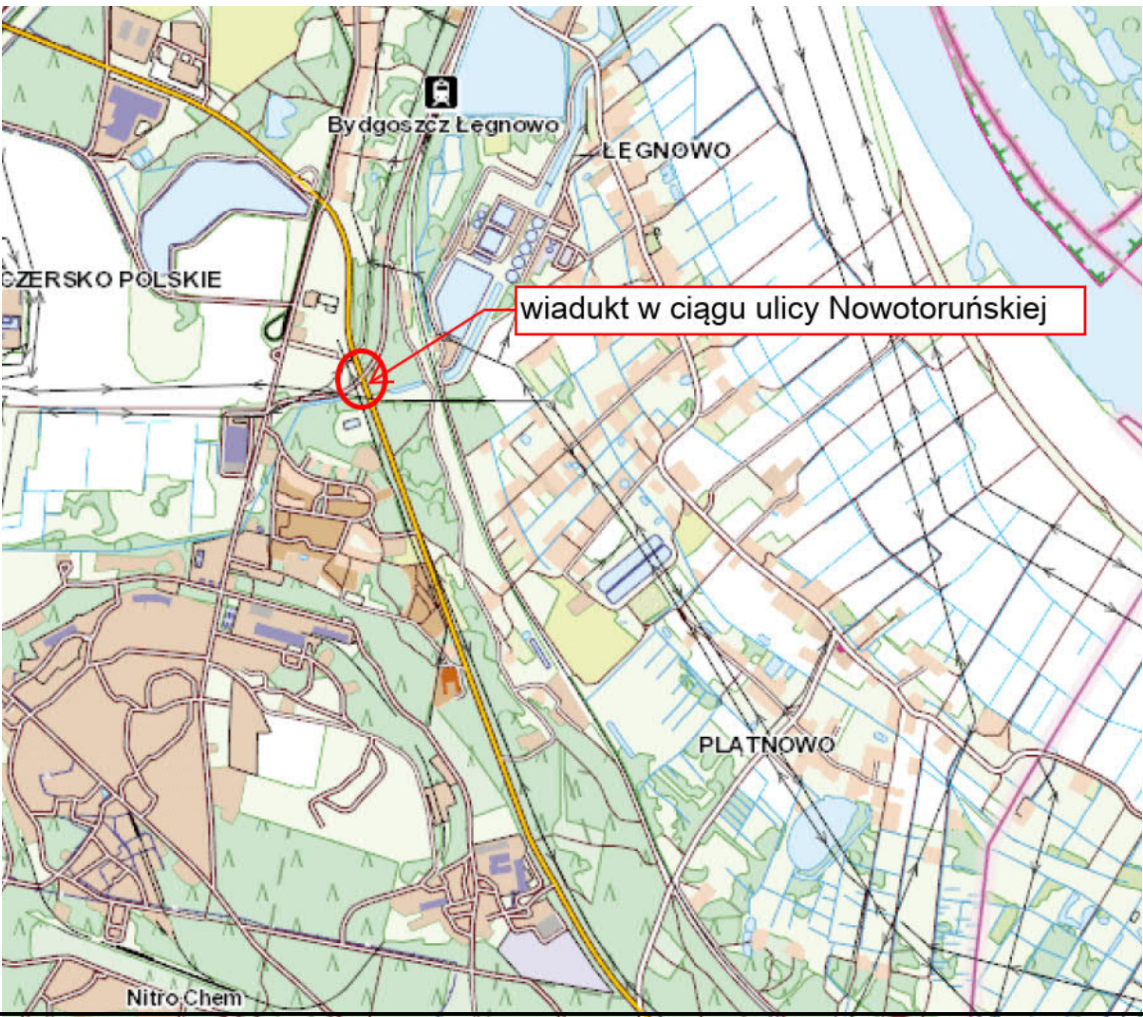 Bydgoszcz Łęgnowo
ŁĘGNOWO
CZERSKO POLSKIE
wiadukt w ciągu ulicy Nowotoruńskiej
PLATNOWO
Nitro Chem